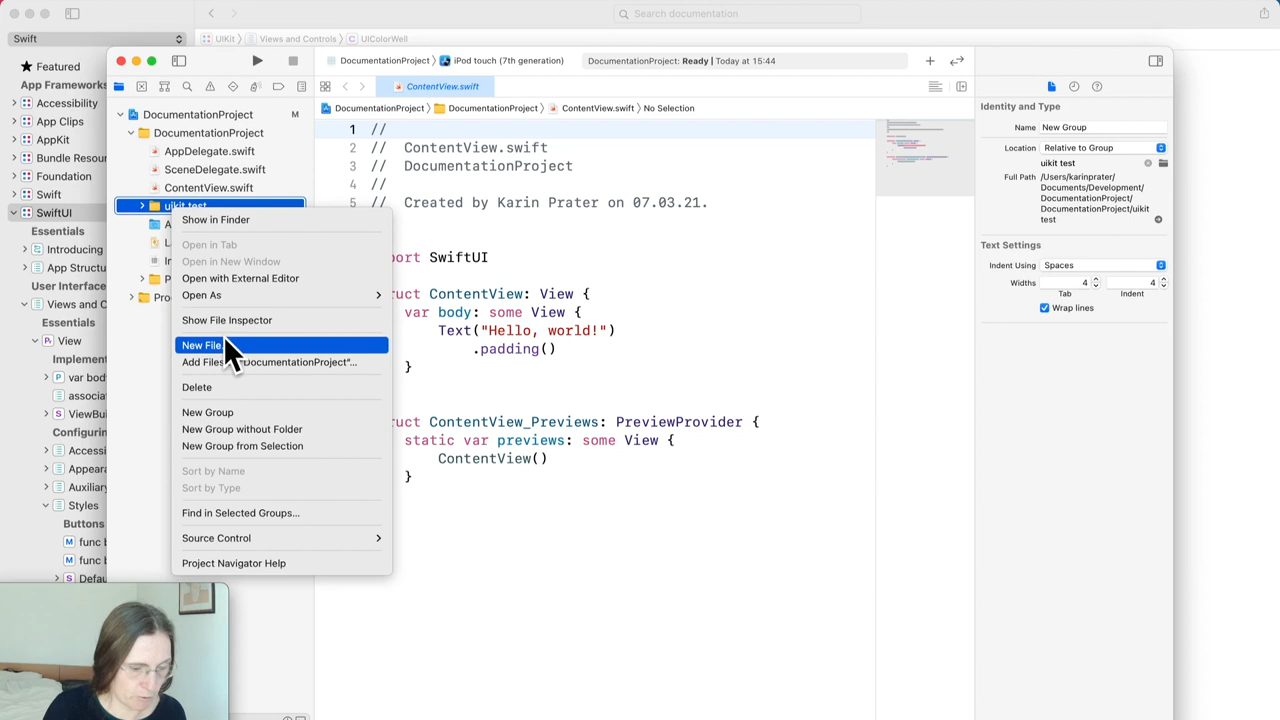 Search documentation
Swift
UIKit
Views and Controls
UIColorWell
Featured
App Frameworks
Accessibility
App Clips
AppKit
Bundle Resour
Foundation
Swift
SwiftUI
Essentials
Introducing
App Structu
User Interface
Views and C
Essentials
View
Implement
var body
associa
ViewBui
Configuring
Accessi
Appeara
Auxiliary
Styles
Buttons
func b
func b
Defau
DocumentationProject
iPod touch (7th generation)
DocumentationProject: Ready | Today at 15:44
ContentView.swift
DocumentationProject
DocumentationProject
ContentView.swift
No Selection
DocumentationProject M
DocumentationProject
AppDelegate.swift
SceneDelegate.swift
ContentView.swift
uikit test
Show in Finder
Open in Tab
Open in New Window
Open with External Editor
Open As
Show File Inspector
New File
Add Files "DocumentationProject"...
Delete
New Group
New Group without Folder
New Group from Selection
Sort by Name
Sort by Type
Find in Selected Groups...
Source Control
Project Navigator Help
1 //
2 // ContentView.swift
3 // DocumentationProject
4 //
5 // Created by Karin Prater on 07.03.21.
port SwiftUI
ruct ContentView: View {
var body: some View {
Text("Hello, world!")
.padding()
}
ruct ContentView_Previews: PreviewProvider {
static var previews: some View {
ContentView()
}
Identity and Type
Name New Group
Location Relative to Group
uikit test
Full Path /Users/karinprater/
Documents/Development/
DocumentationProject/
DocumentationProject/uikit
test
Text Settings
Indent Using Spaces
Widths 4 4
Tab Indent
Wrap lines